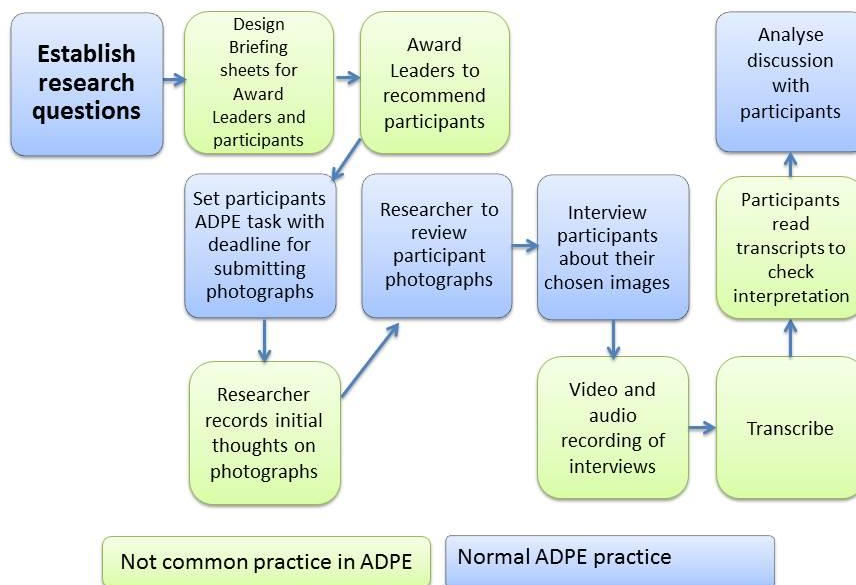 Establish
research
questions
Design
Briefing
sheets for
Award
Leaders and
participants
Award
Leaders to
recommend
participants
Set participants
ADPE task with
deadline for
submitting
photographs
Researcher
records initial
thoughts on
photographs
Researcher to
review
participant
photographs
Interview
participants
about their
chosen images
Video and
audio
recording of
interviews
Transcribe
Participants
read
transcripts to
check
interpretation
Analyse
discussion
with
participants
Not common practice in ADPE
Normal ADPE practice